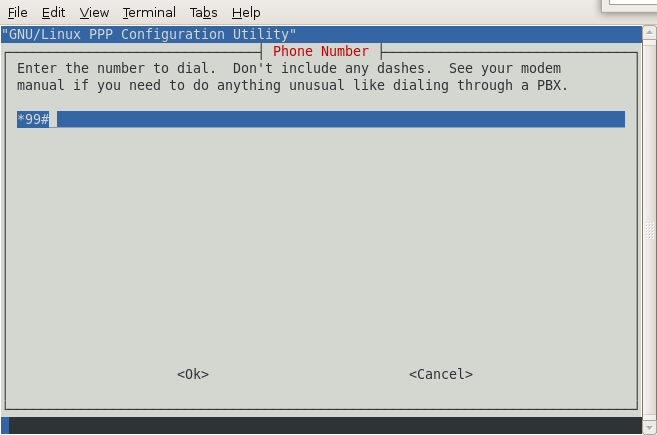 File Edit View Terminal Tabs Help
"GNU/Linux PPP Configuration Utility"
Phone Number
Enter the number to dial.  Don't include any dashes.  See your modem
manual if you need to do anything unusual like dialing through a PBX.
*99#
<Ok> <Cancel>